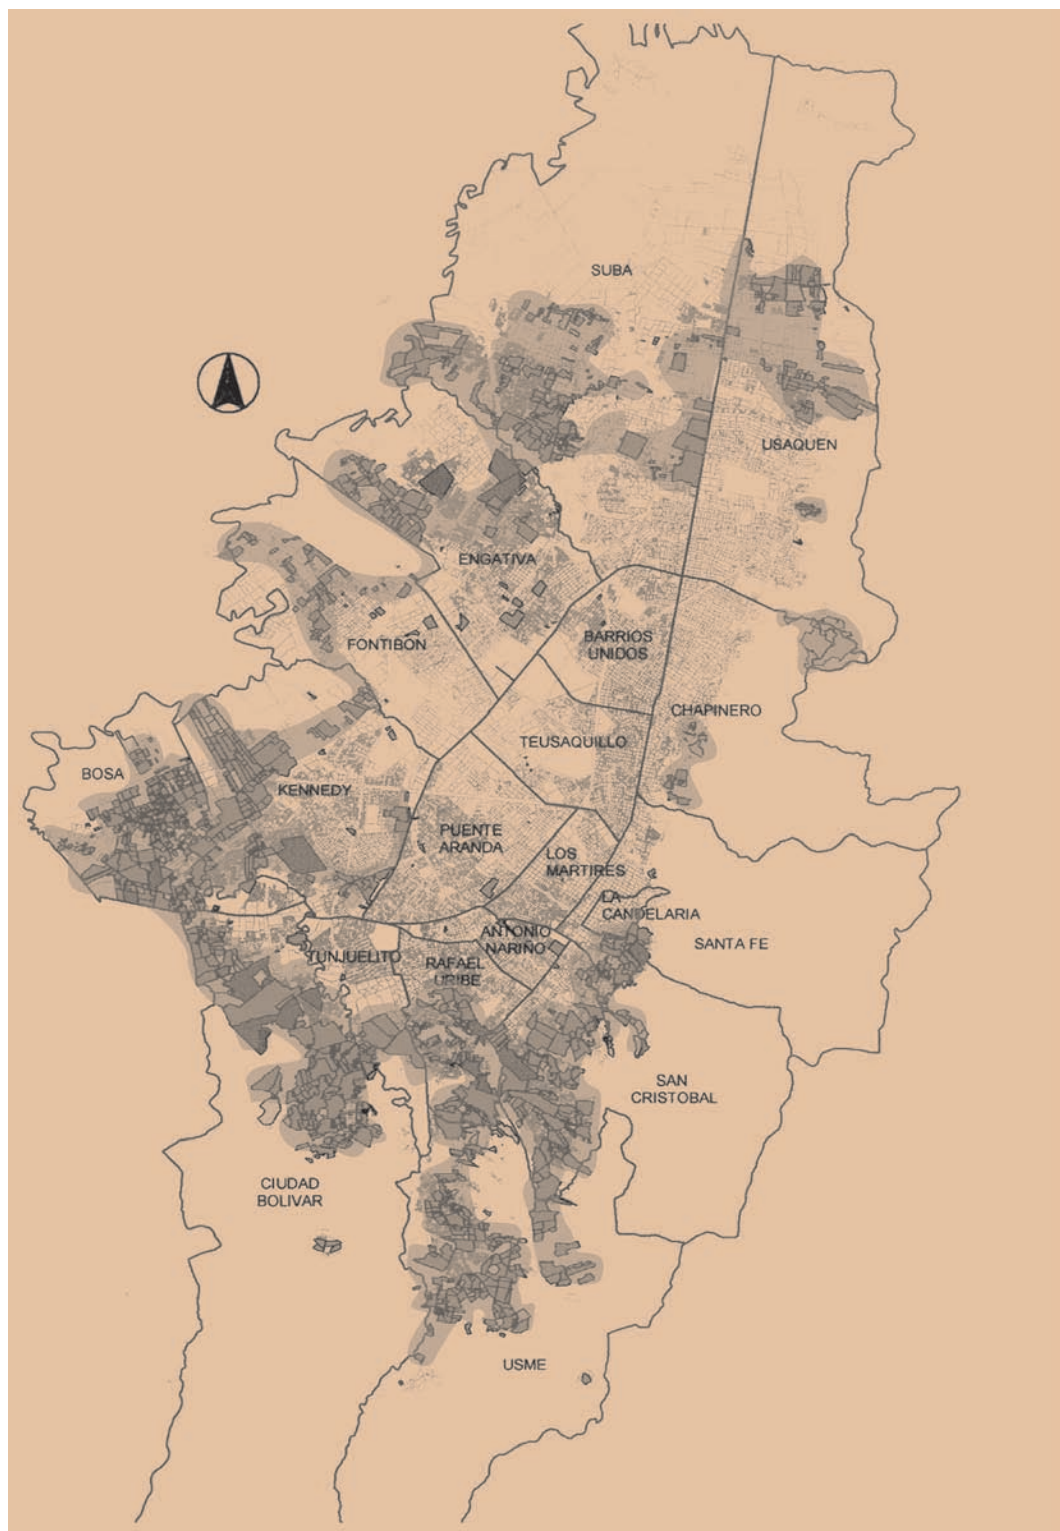 SUBA
USAQUEN
ENGATIVA
BARRIOS
UNIDOS
FONTIBON
CHAPINERO
TEUSAQUILLO
BOSA
KENNEDY
PUENTE
ARANDA
LOS
MARTIRES
LA
CANDELARIA
ANTONIO
NARIÑO
SANTA FE
TUNJUELITO
RAFAEL
URIBE
SAN
CRISTOBAL
CIUDAD
BOLIVAR
USME